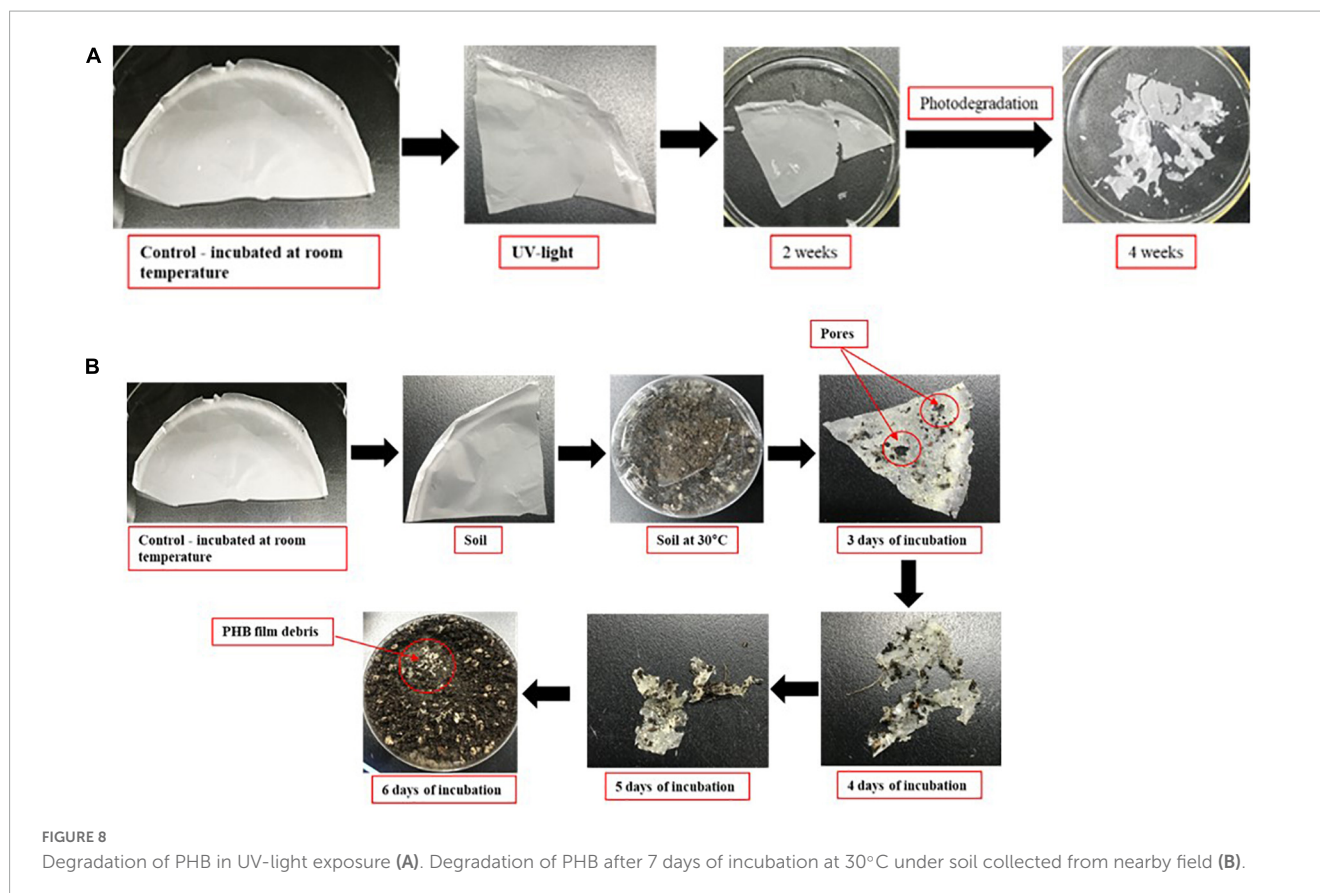 A
Photodegradation
Control - incubated at room
temperature
UV-light
2 weeks
4 weeks
B
Pores
Control - incubated at room
temperature
Soil
Soil at 30°C
3 days of incubation
PHB film debris
6 days of incubation
5 days of incubation
4 days of incubation
FIGURE 8
Degradation of PHB in UV-light exposure (A). Degradation of PHB after 7 days of incubation at 30°C under soil collected from nearby field (B).